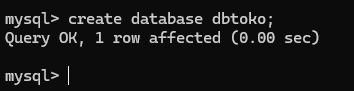 mysql> create database dbtoko;
Query OK, 1 row affected (0.00 sec)
mysql>